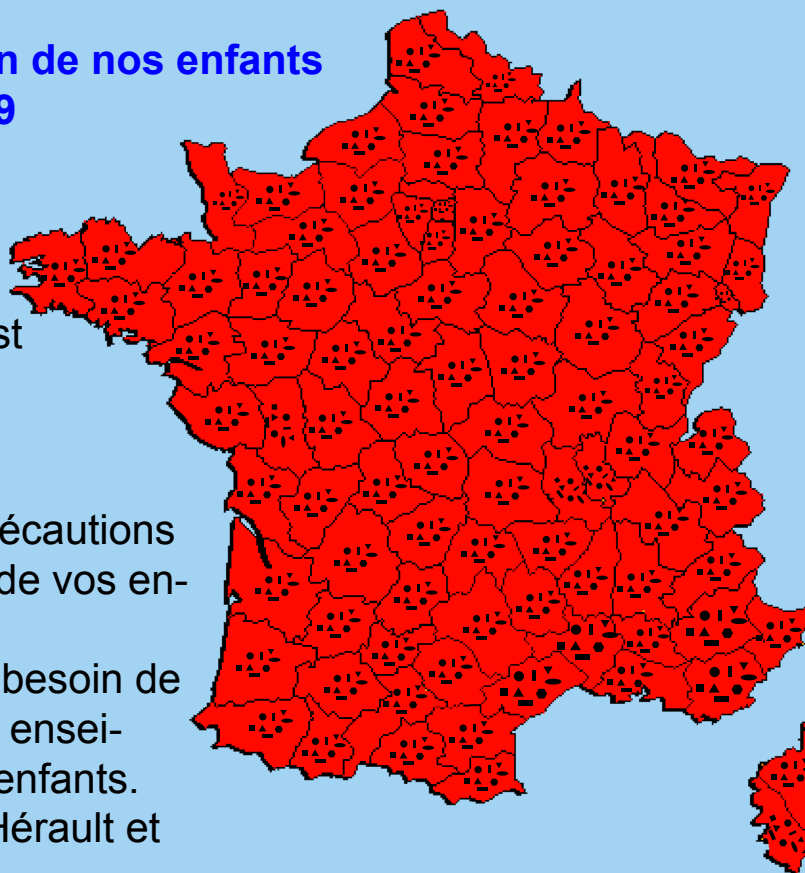 n de nos enfants
9
st
écautions
de vos en-
besoin de
ensei-
enfants.
Hérault et